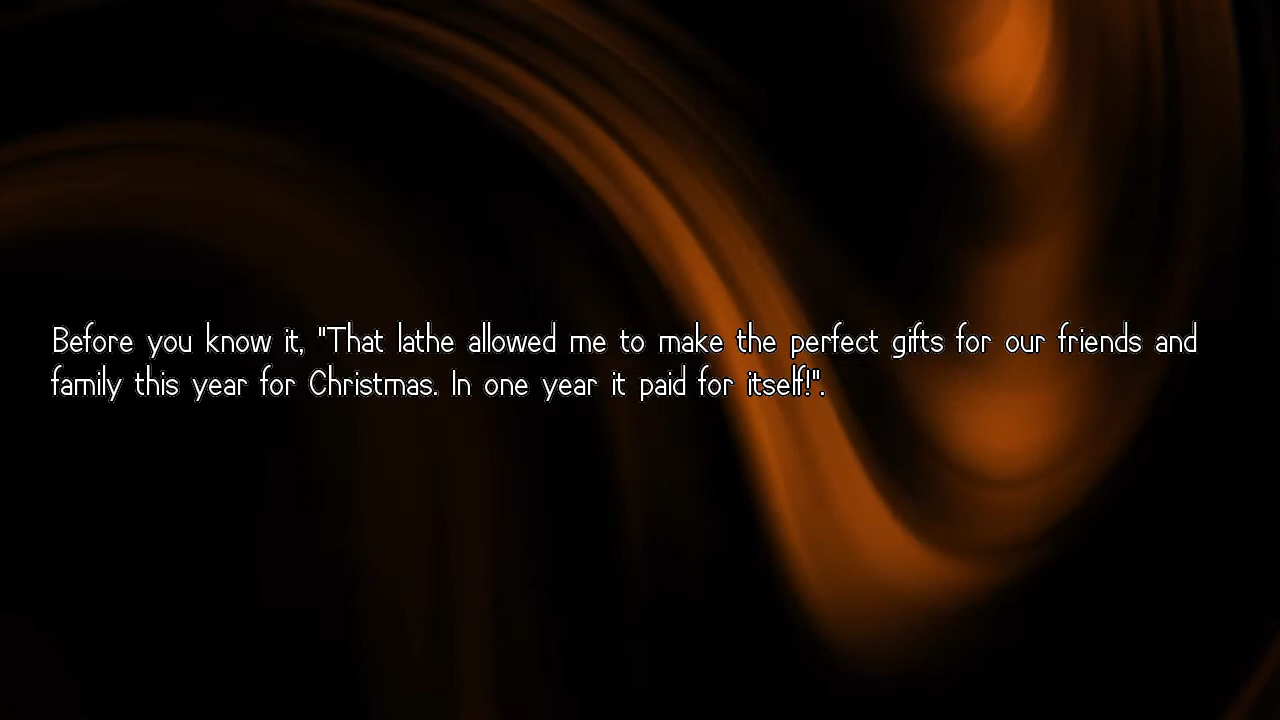 Before you know it, "That lathe allowed me to make the perfect gifts for our friends and
family this year for Christmas. In one year it paid for itself!".